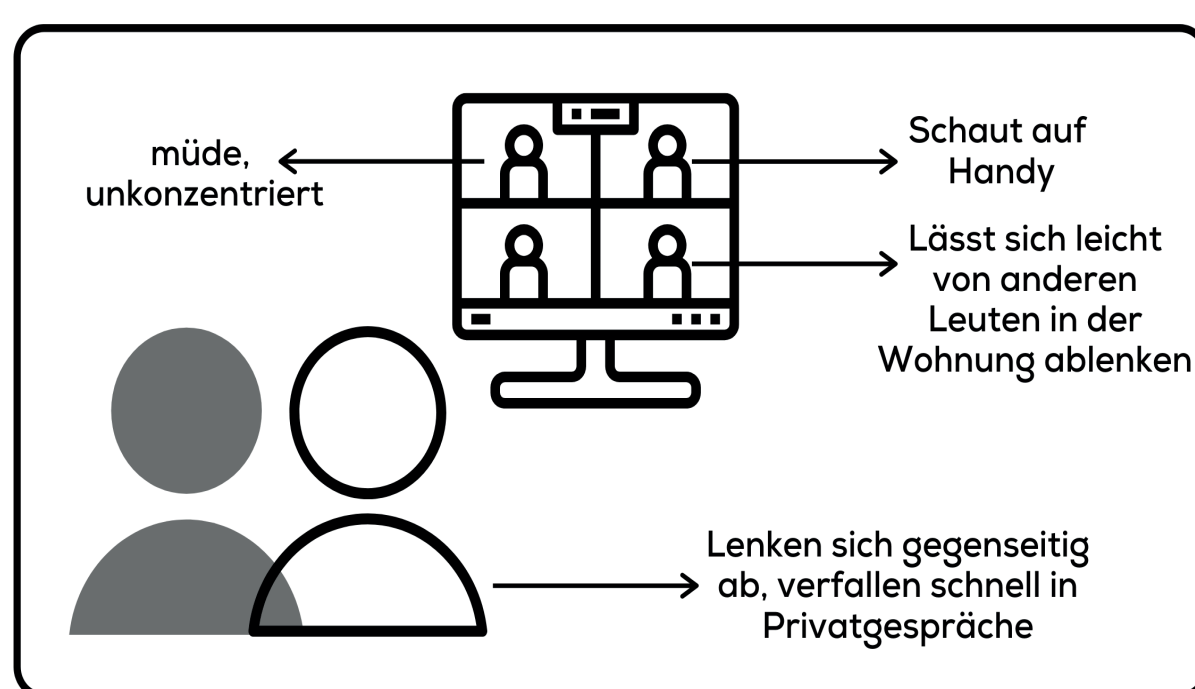 müde,
unkonzentriert
Schaut auf
Handy
Lässt sich leicht
von anderen
Leuten in der
Wohnung ablenken
Lenken sich gegenseitig
ab, verfallen schnell in
Privatgespräche